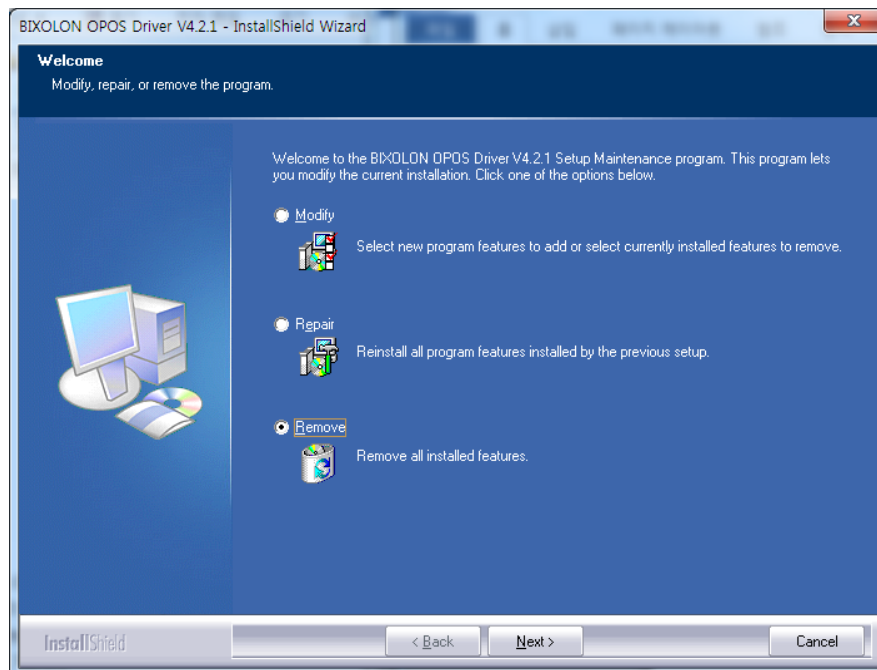 BIXOLON OPOS Driver V4.2.1 - InstallShield Wizard
Welcome
Modify, repair, or remove the program.
Welcome to the BIXOLON OPOS Driver V4.2.1 Setup Maintenance program. This program lets
you modify the current installation. Click one of the options below.
Modify
Select new program features to add or select currently installed features to remove.
Repair
Reinstall all program features installed by the previous setup.
Remove
Remove all installed features.
InstallShield
< Back
Next >
Cancel